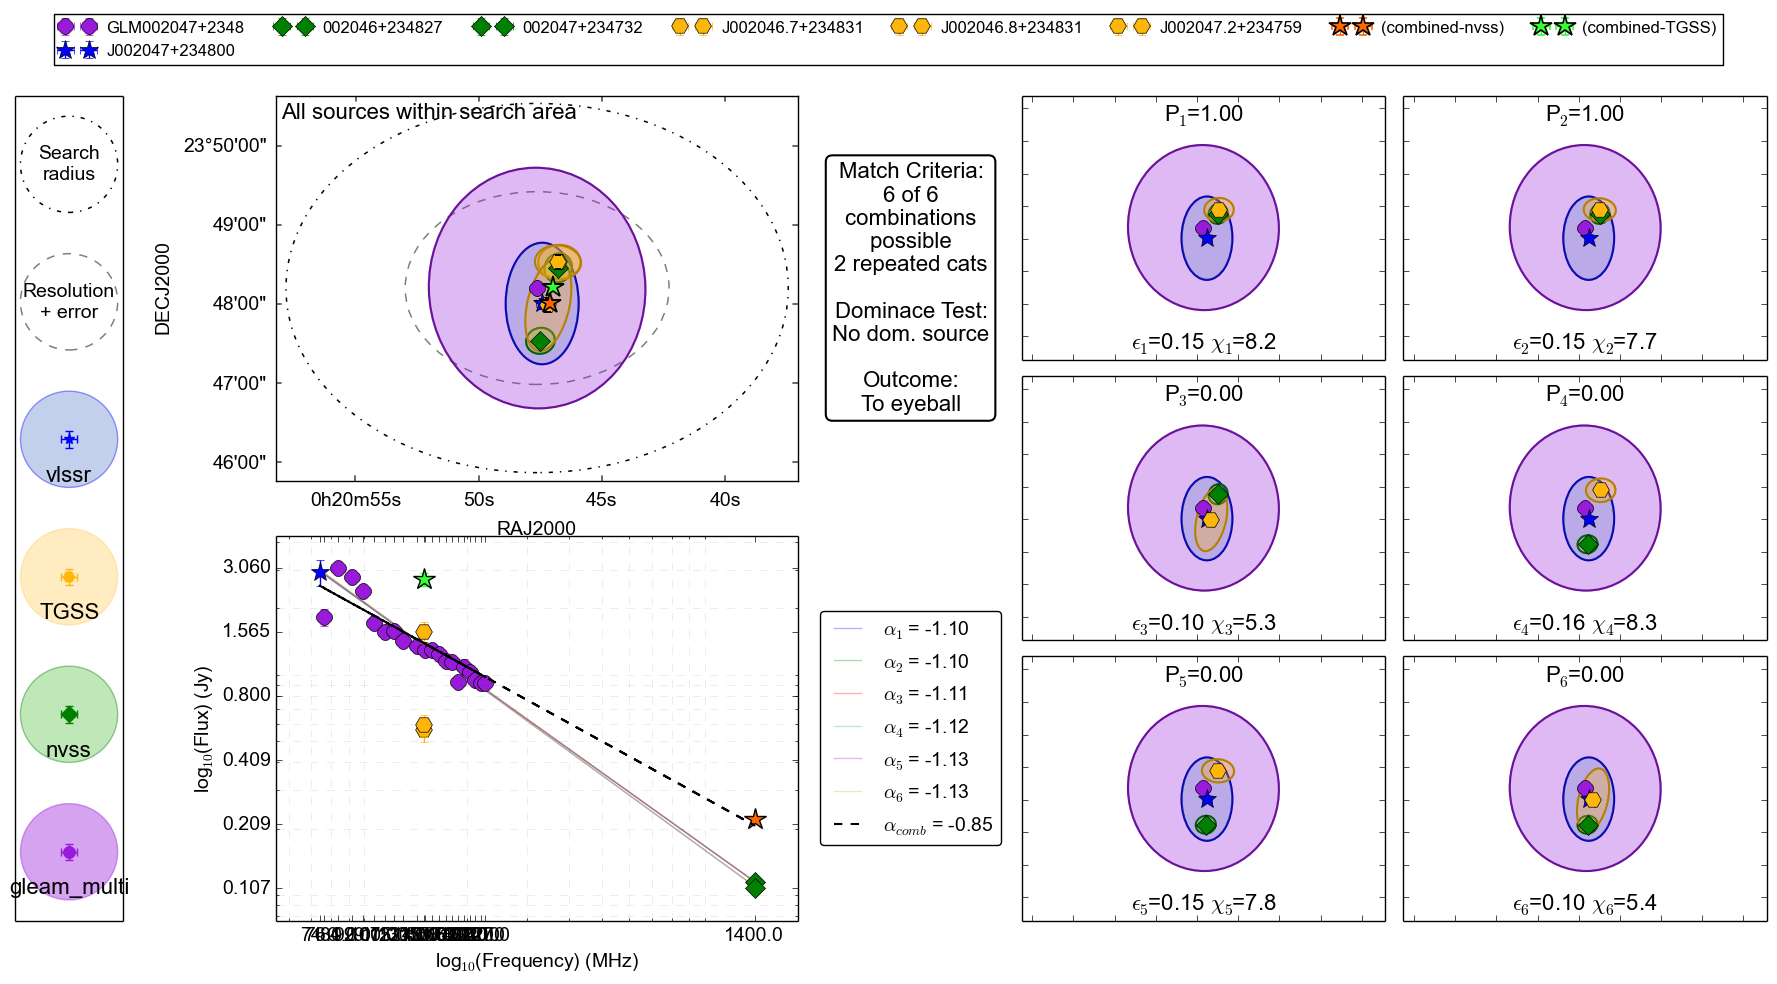 GLM002047+2348
002046+234827
002047+234732
J002046.7+234831
J002046.8+234831
J002047.2+234759
(combined-nvss)
(combined-TGSS)
J002047+234800
Search
radius
Resolution
+ error
vlssr
TGSS
nvss
gleam_multi
All sources within search area
DECJ2000
23°50'00"
49'00"
48'00"
47'00"
46'00"
0h20m55s
50s
45s
40s
RAJ2000
Match Criteria:
6 of 6
combinations
possible
2 repeated cats
Dominace Test:
No dom. source
Outcome:
To eyeball
log10(Flux) (Jy)
3.060
1.565
0.800
0.409
0.209
0.107
1400.0
log10(Frequency) (MHz)
α1 = -1.10
α2 = -1.10
α3 = -1.11
α4 = -1.12
α5 = -1.13
α6 = -1.13
αcomb = -0.85
P1=1.00
ϵ1=0.15 χ1=8.2
P2=1.00
ϵ2=0.15 χ2=7.7
P3=0.00
ϵ3=0.10 χ3=5.3
P4=0.00
ϵ4=0.16 χ4=8.3
P5=0.00
ϵ5=0.15 χ5=7.8
P6=0.00
ϵ6=0.10 χ6=5.4